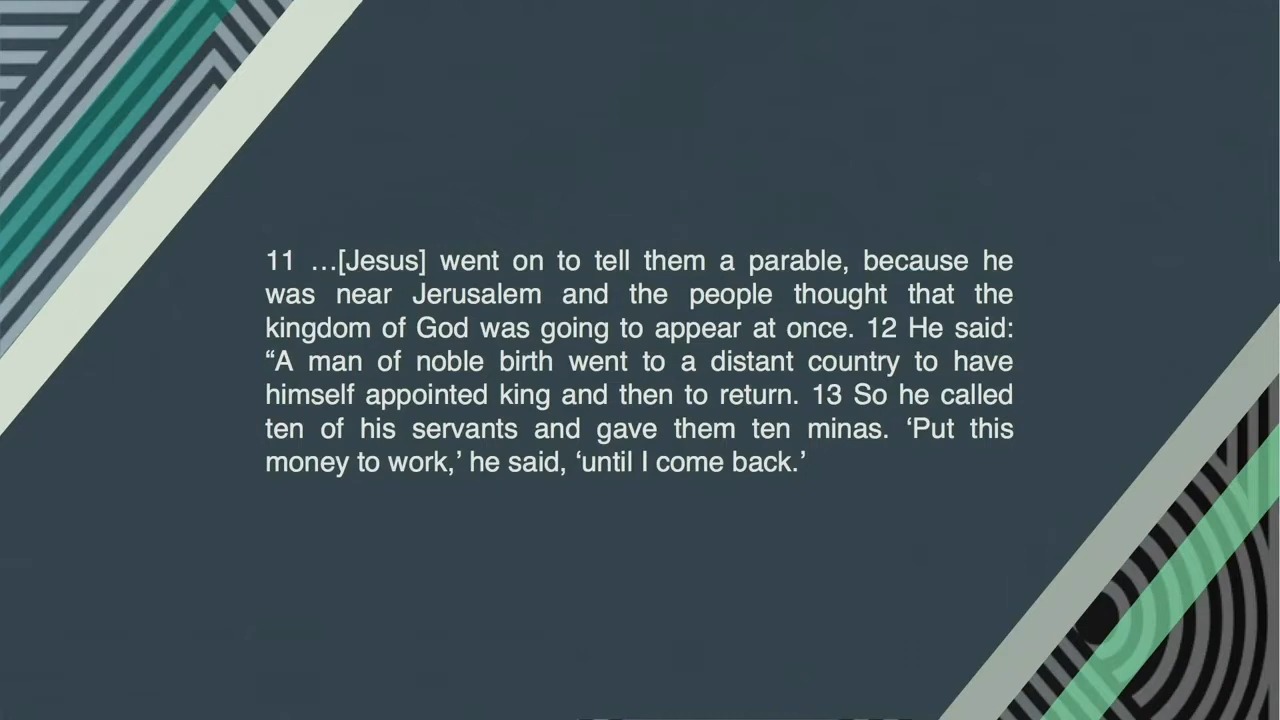 11 …[Jesus] went on to tell them a parable, because he
was near Jerusalem and the people thought that the
kingdom of God was going to appear at once. 12 He said:
“A man of noble birth went to a distant country to have
himself appointed king and then to return. 13 So he called
ten of his servants and gave them ten minas. ‘Put this
money to work,’ he said, ‘until I come back.’